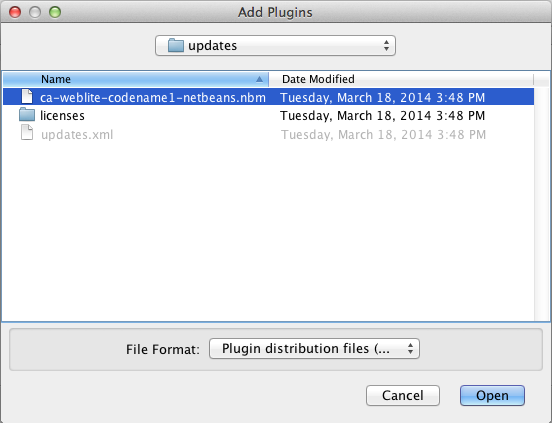 Add Plugins
updates
Name Date Modified
ca-weblite-codename1-netbeans.nbm Tuesday, March 18, 2014 3:48 PM
licenses Tuesday, March 18, 2014 3:48 PM
updates.xml Tuesday, March 18, 2014 3:48 PM
File Format: Plugin distribution files (...
Cancel Open